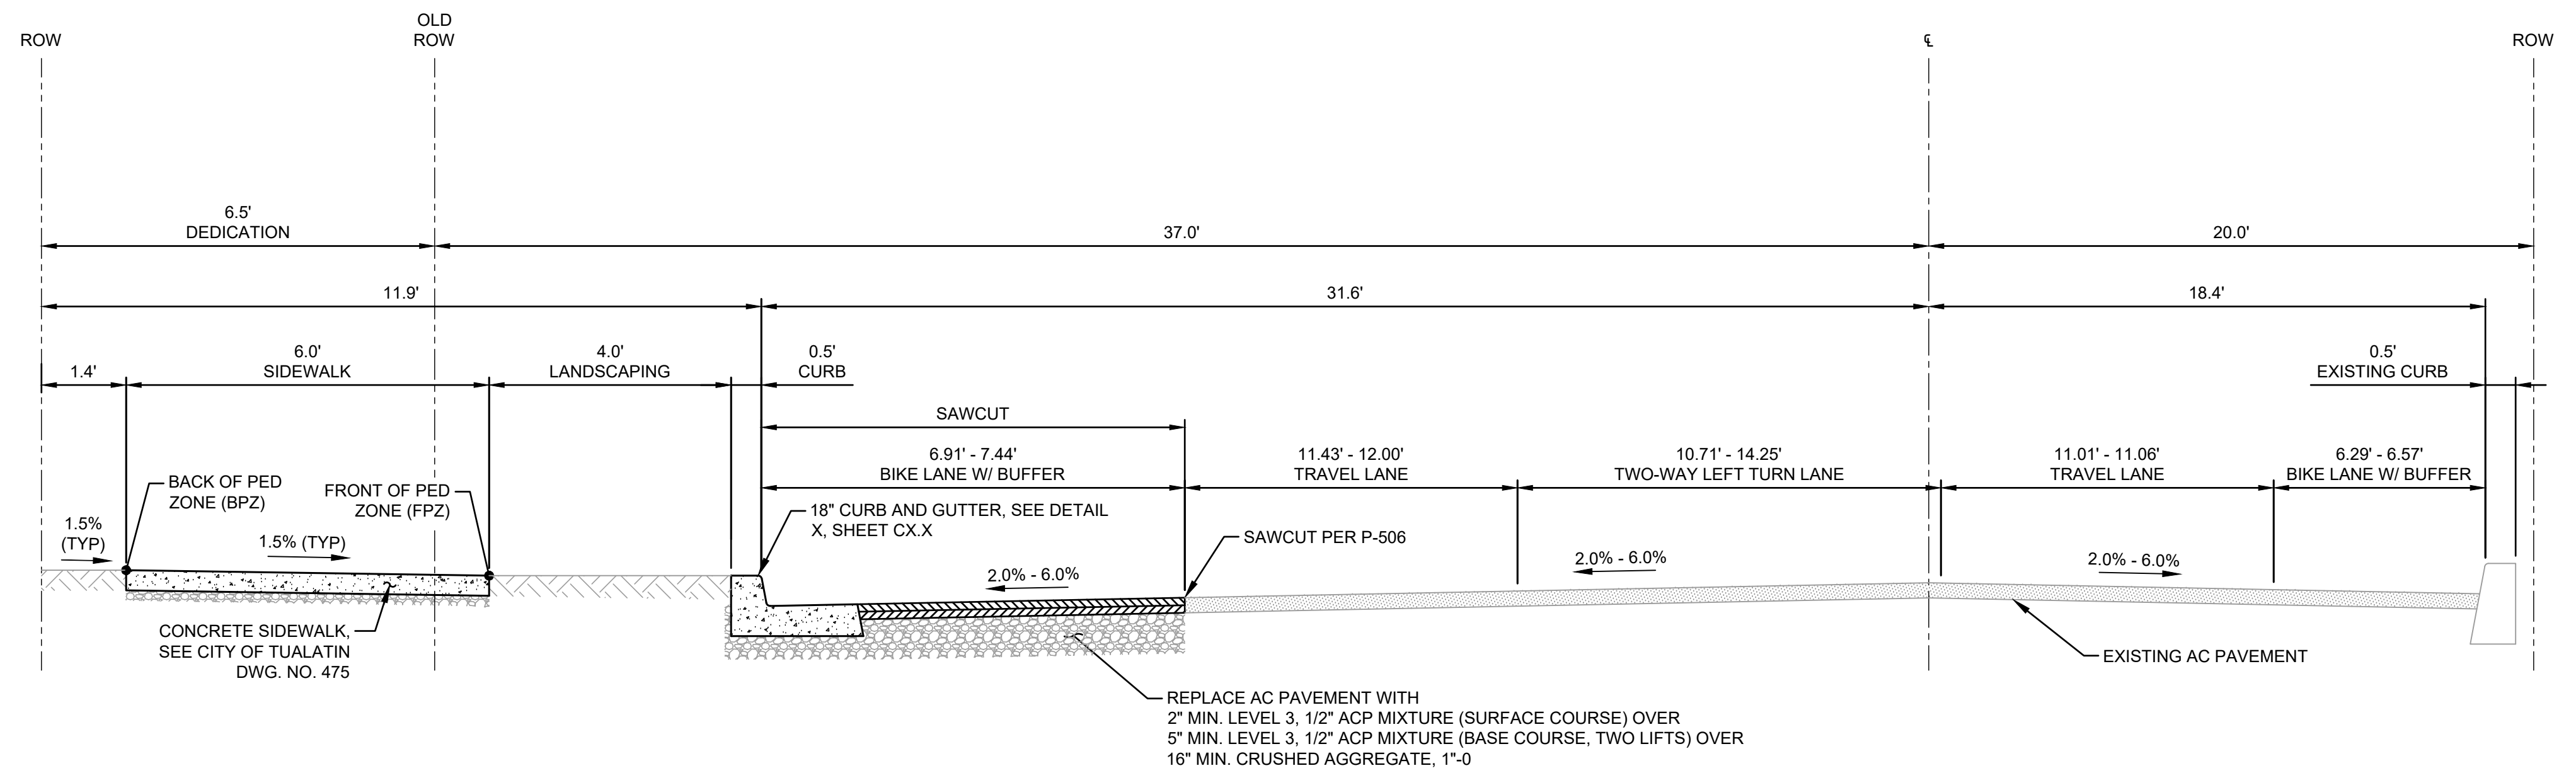 OLD
ROW
ROW
℄
ROW
6.5'
DEDICATION
37.0'
20.0'
11.9'
31.6'
18.4'
1.4'
6.0'
SIDEWALK
4.0'
LANDSCAPING
0.5'
CURB
0.5'
EXISTING CURB
SAWCUT
6.91' - 7.44'
BIKE LANE W/ BUFFER
11.43' - 12.00'
TRAVEL LANE
10.71' - 14.25'
TWO-WAY LEFT TURN LANE
11.01' - 11.06'
TRAVEL LANE
6.29' - 6.57'
BIKE LANE W/ BUFFER
BACK OF PED
ZONE (BPZ)
FRONT OF PED
ZONE (FPZ)
18" CURB AND GUTTER, SEE DETAIL
X, SHEET CX.X
SAWCUT PER P-506
1.5%
(TYP)
1.5% (TYP)
2.0% - 6.0%
2.0% - 6.0%
2.0% - 6.0%
CONCRETE SIDEWALK,
SEE CITY OF TUALATIN
DWG. NO. 475
EXISTING AC PAVEMENT
REPLACE AC PAVEMENT WITH
2" MIN. LEVEL 3, 1/2" ACP MIXTURE (SURFACE COURSE) OVER
5" MIN. LEVEL 3, 1/2" ACP MIXTURE (BASE COURSE, TWO LIFTS) OVER
16" MIN. CRUSHED AGGREGATE, 1"-0